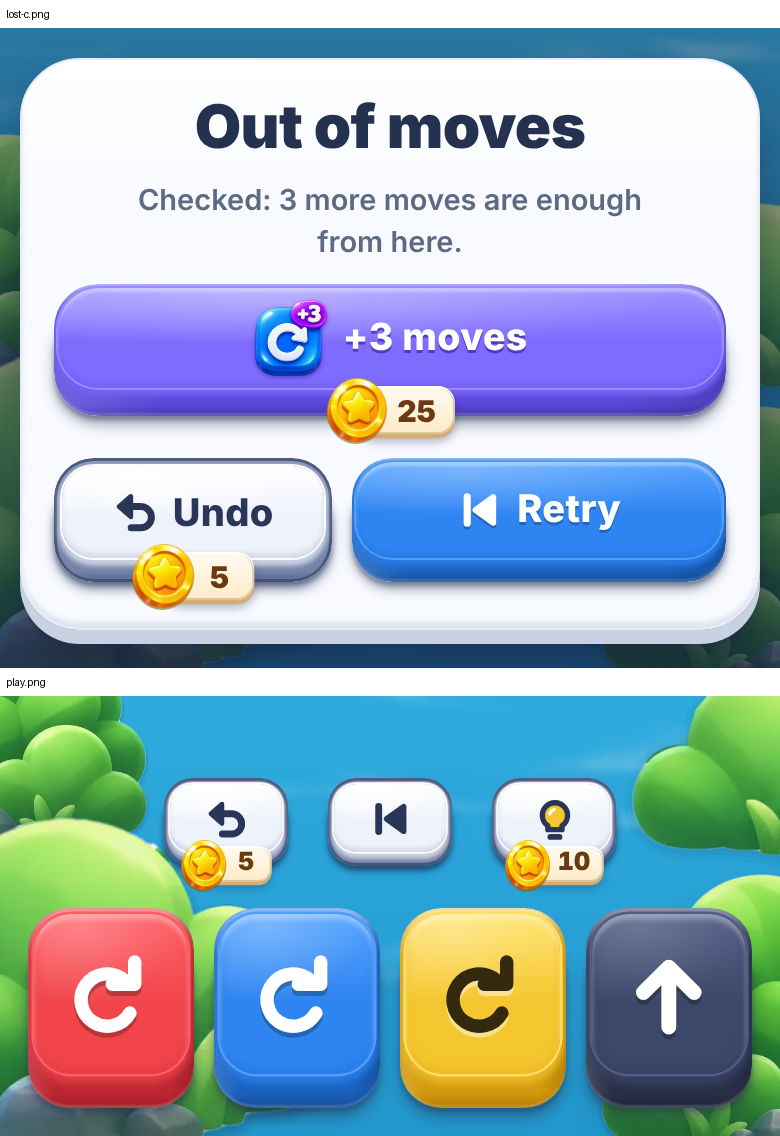 lost-c.png
Out of moves
Checked: 3 more moves are enough
from here.
+3
+3 moves
25
Undo
Retry
5
play.png
5
10